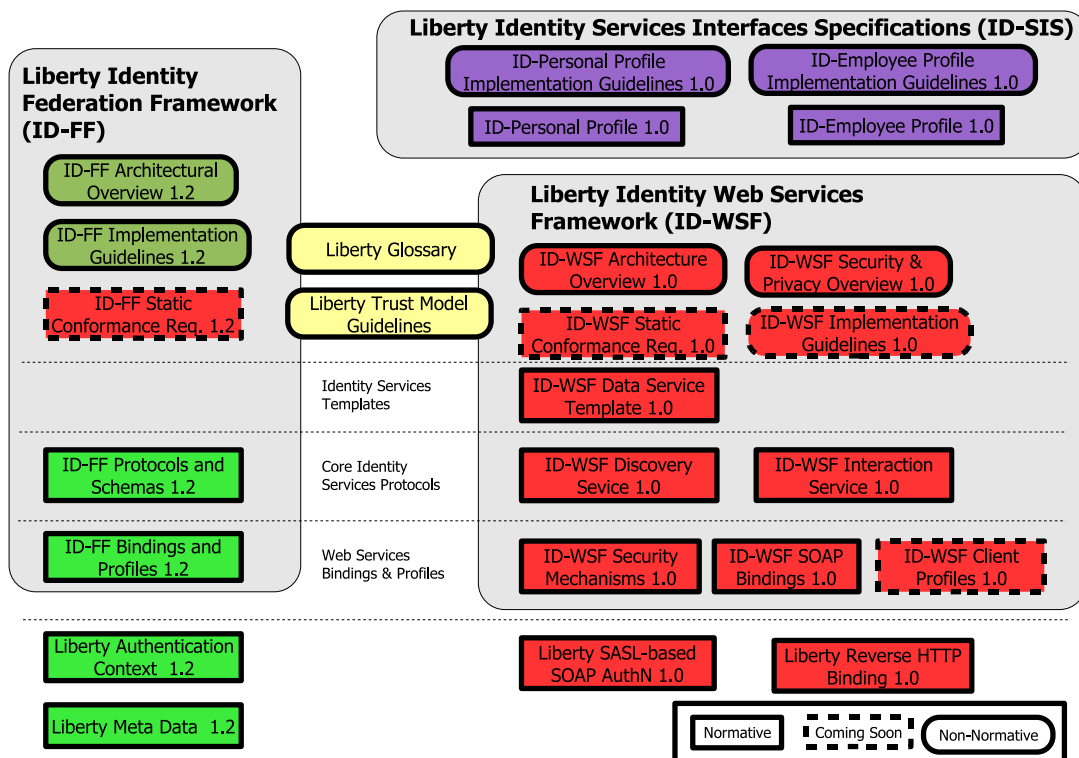 Liberty Identity Services Interfaces Specifications (ID-SIS)
ID-Personal Profile
Implementation Guidelines 1.0
ID-Employee Profile
Implementation Guidelines 1.0
ID-Personal Profile 1.0
ID-Employee Profile 1.0
Liberty Identity
Federation Framework
(ID-FF)
ID-FF Architectural
Overview 1.2
ID-FF Implementation
Guidelines 1.2
ID-FF Static
Conformance Req. 1.2
Liberty Glossary
Liberty Trust Model
Guidelines
Liberty Identity Web Services
Framework (ID-WSF)
ID-WSF Architecture
Overview 1.0
ID-WSF Security &
Privacy Overview 1.0
ID-WSF Static
Conformance Req. 1.0
ID-WSF Implementation
Guidelines 1.0
Identity Services
Templates
ID-WSF Data Service
Template 1.0
ID-FF Protocols and
Schemas 1.2
Core Identity
Services Protocols
ID-WSF Discovery
Sevice 1.0
ID-WSF Interaction
Service 1.0
ID-FF Bindings and
Profiles 1.2
Web Services
Bindings & Profiles
ID-WSF Security
Mechanisms 1.0
ID-WSF SOAP
Bindings 1.0
ID-WSF Client
Profiles 1.0
Liberty Authentication
Context 1.2
Liberty SASL-based
SOAP AuthN 1.0
Liberty Reverse HTTP
Binding 1.0
Liberty Meta Data 1.2
Normative
Coming Soon
Non-Normative